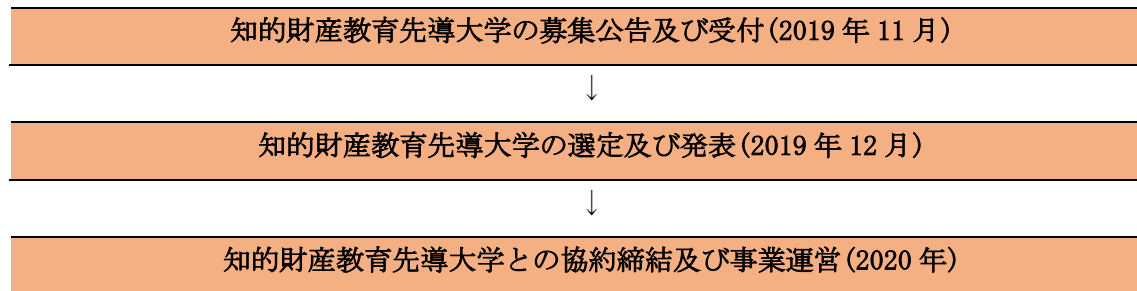 知的財産教育先導大学の募集公告及び受付(2019 年 11 月)
↓
知的財産教育先導大学の選定及び発表(2019 年 12 月)
↓
知的財産教育先導大学との協約締結及び事業運営(2020 年)